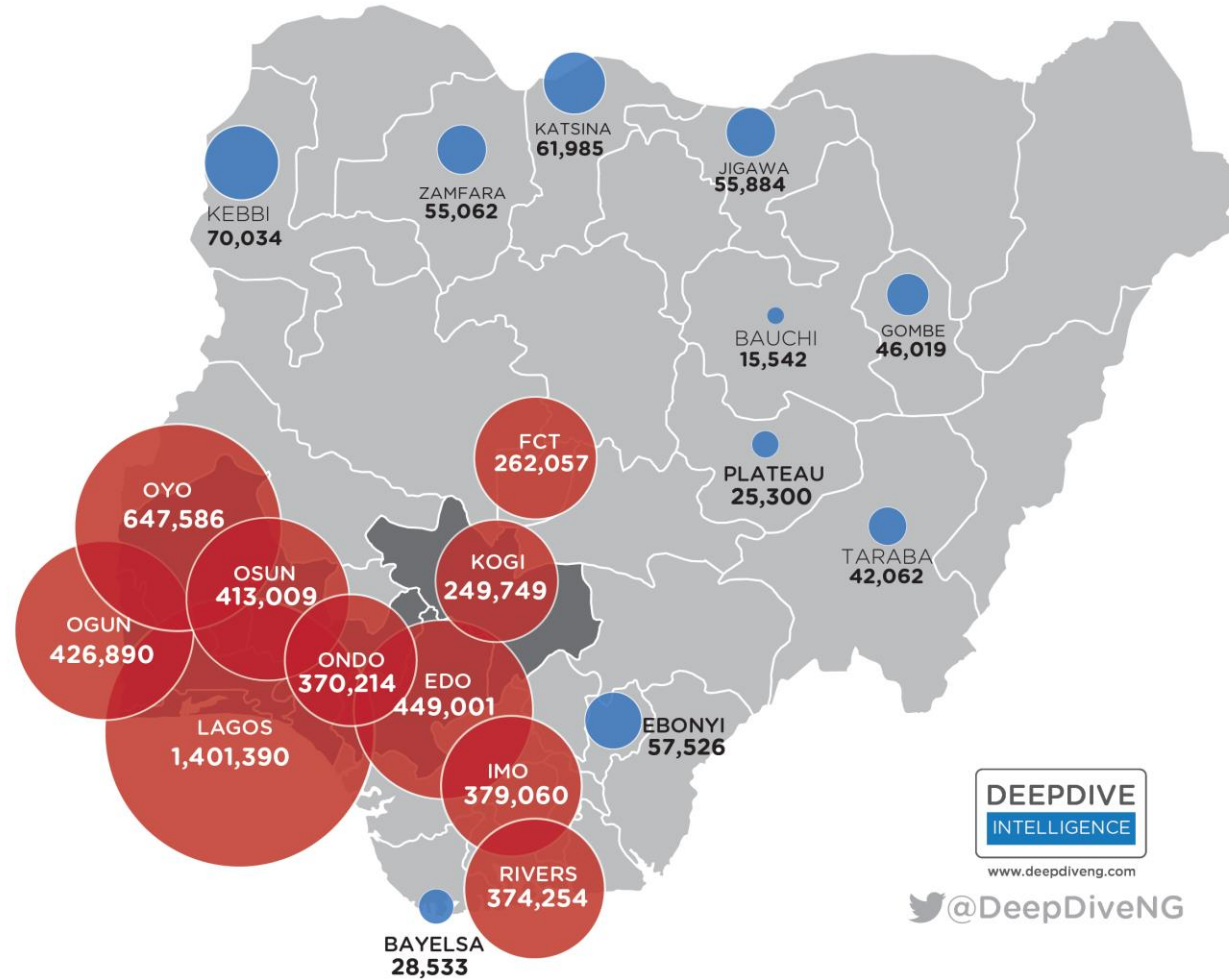 KATSINA
61,985
JIGAWA
55,884
ZAMFARA
55,062
KEBBI
70,034
BAUCHI
15,542
GOMBE
46,019
FCT
262,057
PLATEAU
25,300
OYO
647,586
TARABA
42,062
KOGI
249,749
OSUN
413,009
OGUN
426,890
ONDO
370,214
EDO
449,001
LAGOS
1,401,390
EBONYI
57,526
IMO
379,060
RIVERS
374,254
BAYELSA
28,533
DEEPDIVE
INTELLIGENCE
www.deepdiveng.com
@DeepDiveNG